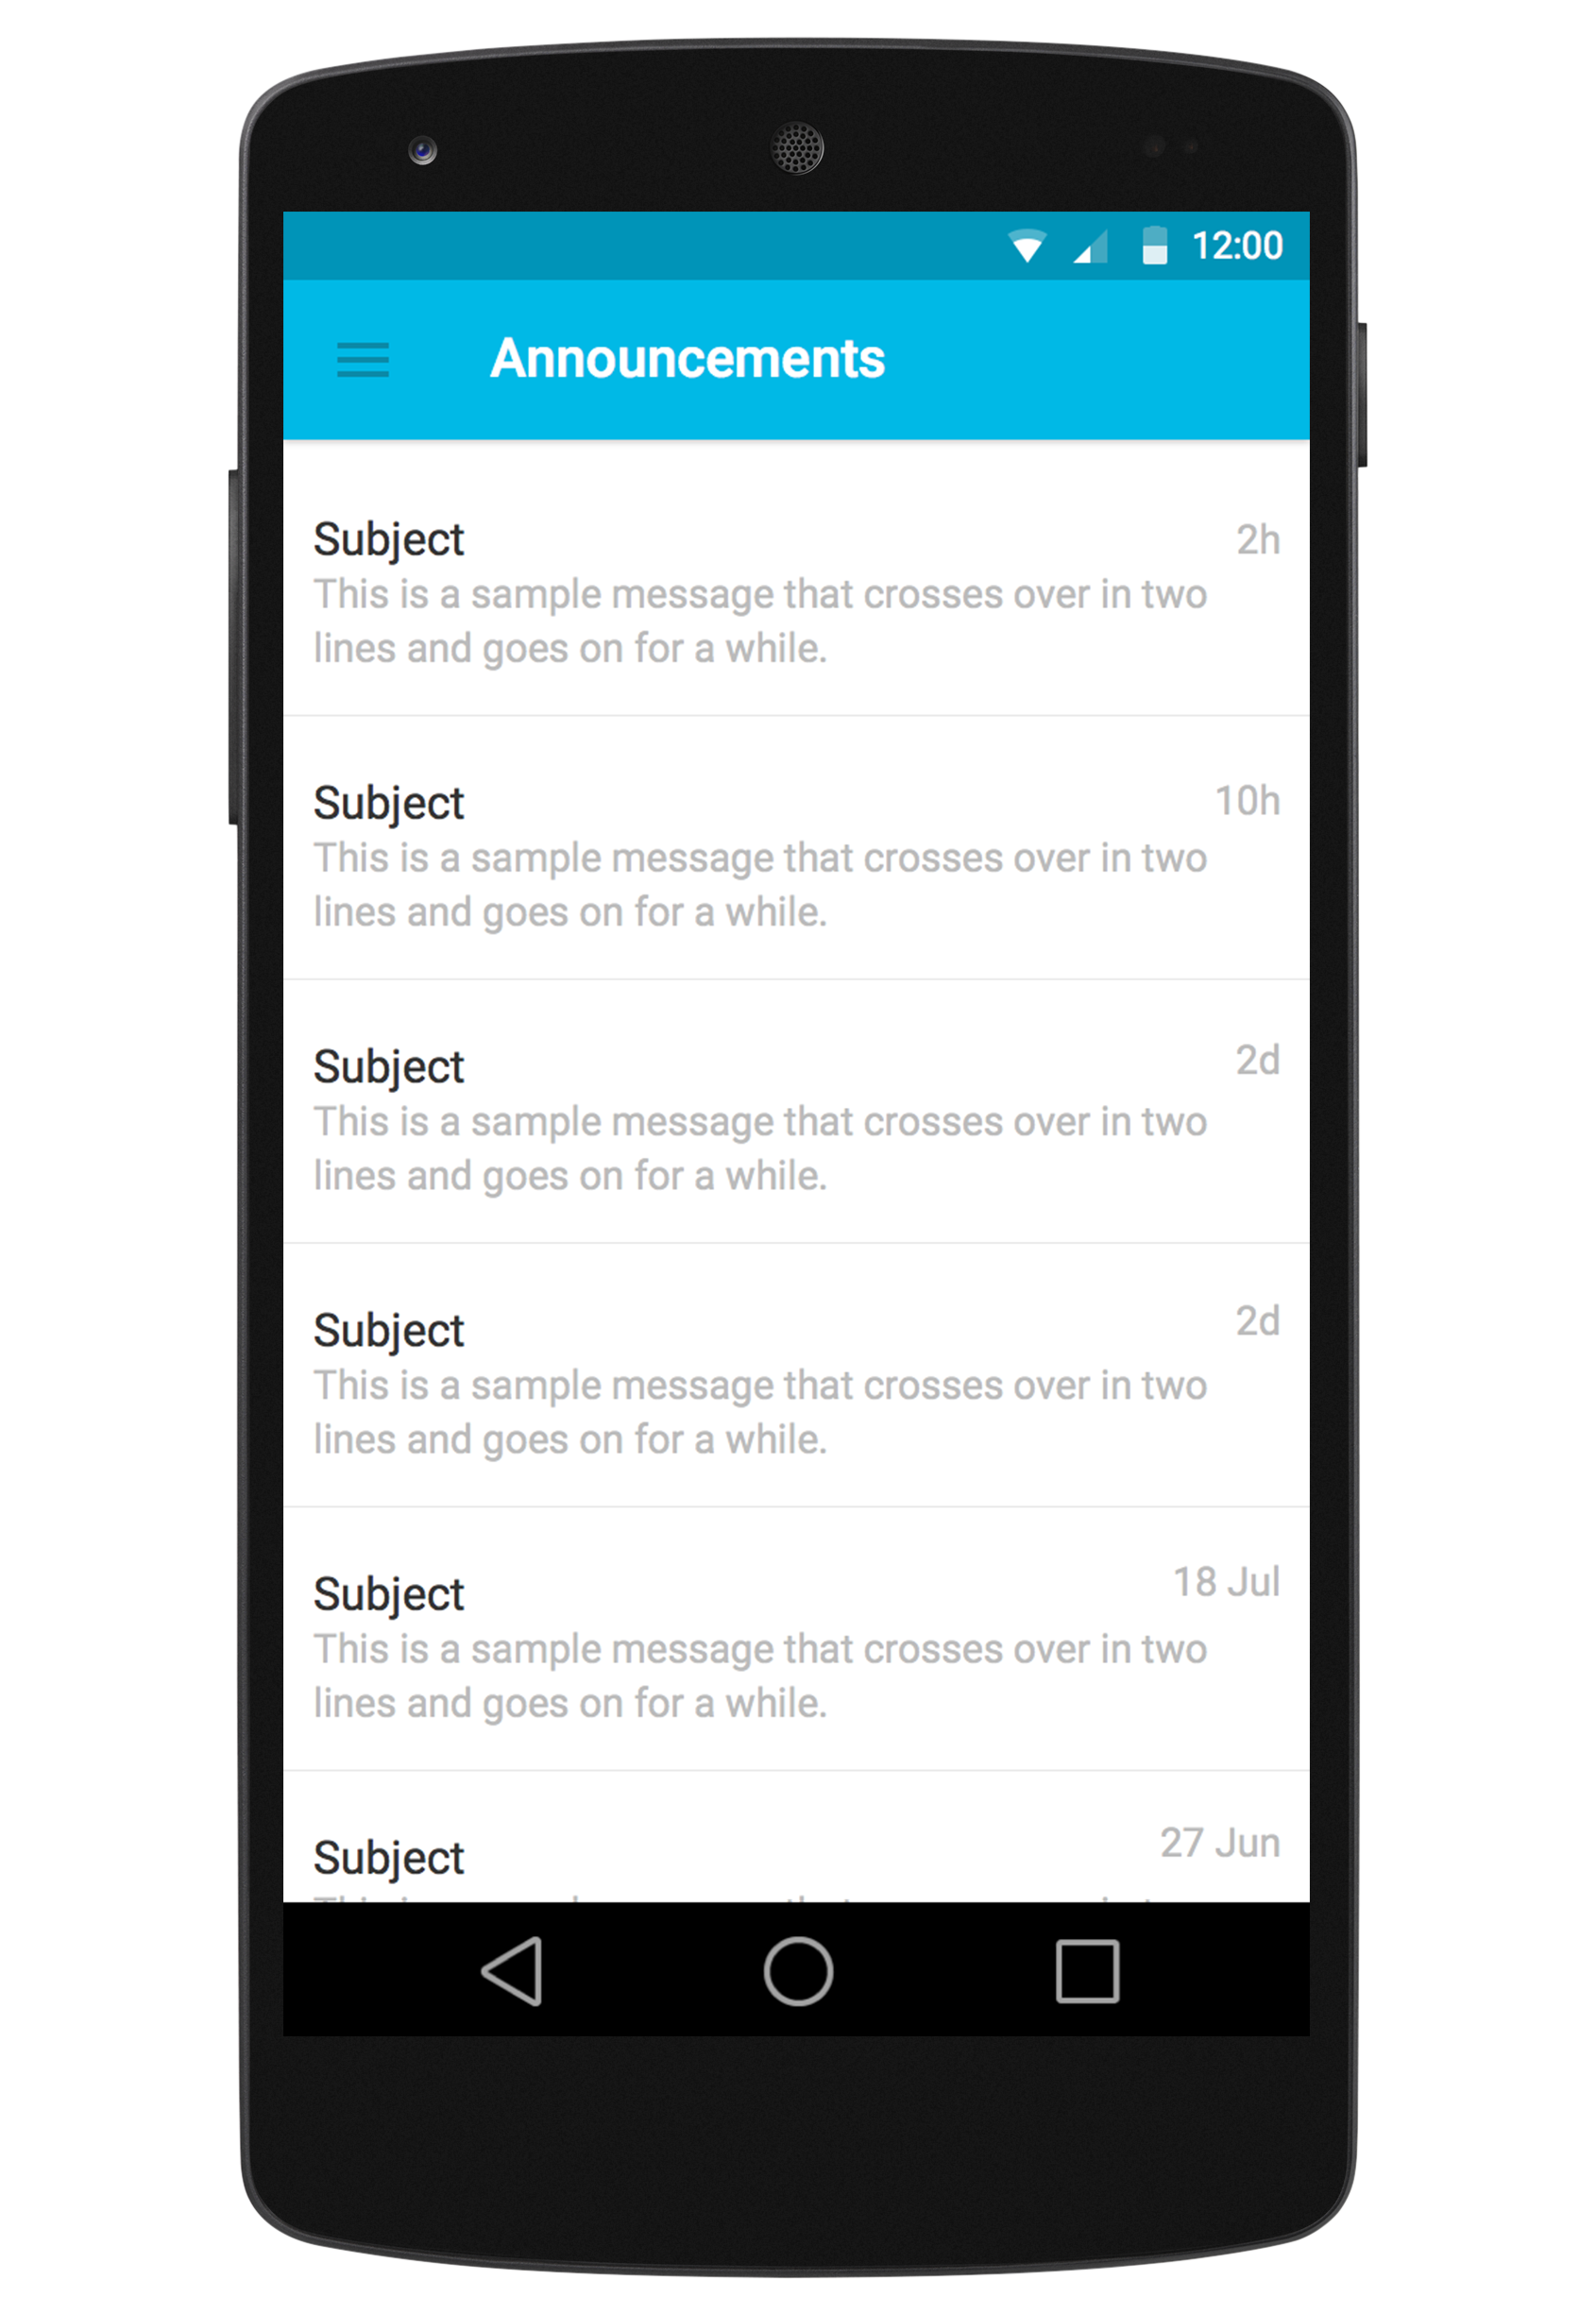 12:00
Announcements
Subject
2h
This is a sample message that crosses over in two
lines and goes on for a while.
Subject
10h
This is a sample message that crosses over in two
lines and goes on for a while.
Subject
2d
This is a sample message that crosses over in two
lines and goes on for a while.
Subject
2d
This is a sample message that crosses over in two
lines and goes on for a while.
Subject
18 Jul
This is a sample message that crosses over in two
lines and goes on for a while.
Subject
27 Jun